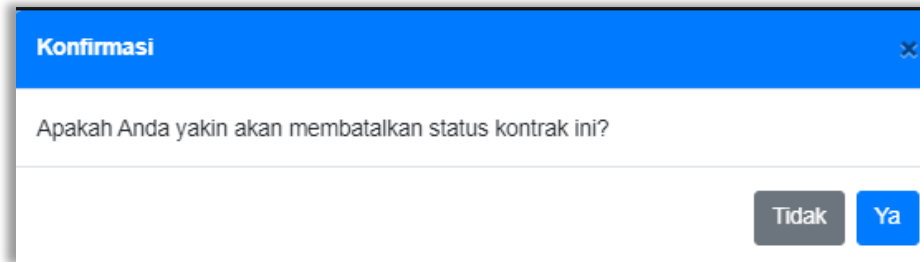 Konfirmasi
×
Apakah Anda yakin akan membatalkan status kontrak ini?
Tidak Ya